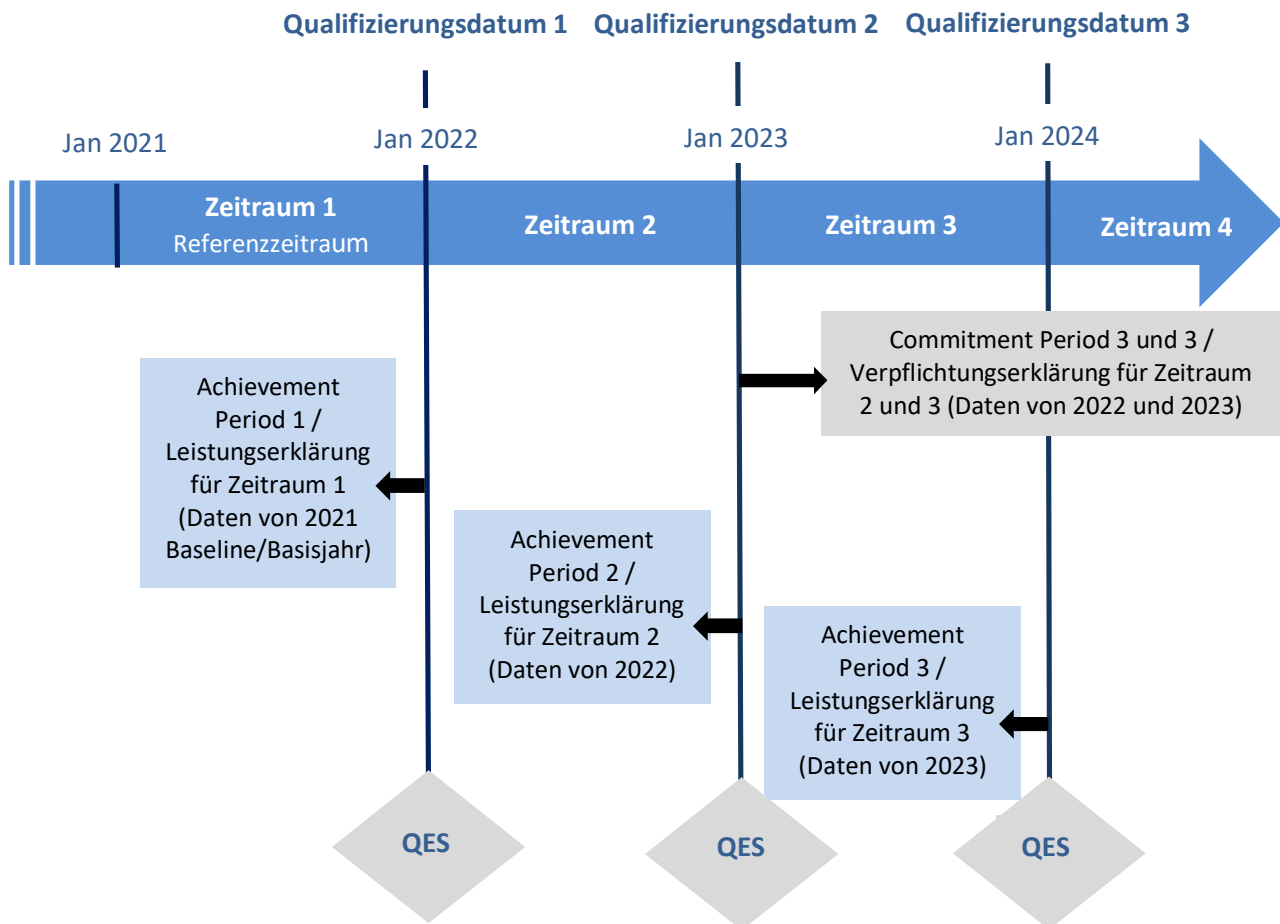 Qualifizierungsdatum 1
Qualifizierungsdatum 2
Qualifizierungsdatum 3
Jan 2021
Jan 2022
Jan 2023
Jan 2024
Zeitraum 1
Referenzzeitraum
Zeitraum 2
Zeitraum 3
Zeitraum 4
Commitment Period 3 und 3 /
Verpflichtungserklärung für Zeitraum
2 und 3 (Daten von 2022 und 2023)
Achievement
Period 1 /
Leistungserklärung
für Zeitraum 1
(Daten von 2021
Baseline/Basisjahr)
Achievement
Period 2 /
Leistungserklärung
für Zeitraum 2
(Daten von 2022)
Achievement
Period 3 /
Leistungserklärung
für Zeitraum 3
(Daten von 2023)
QES
QES
QES